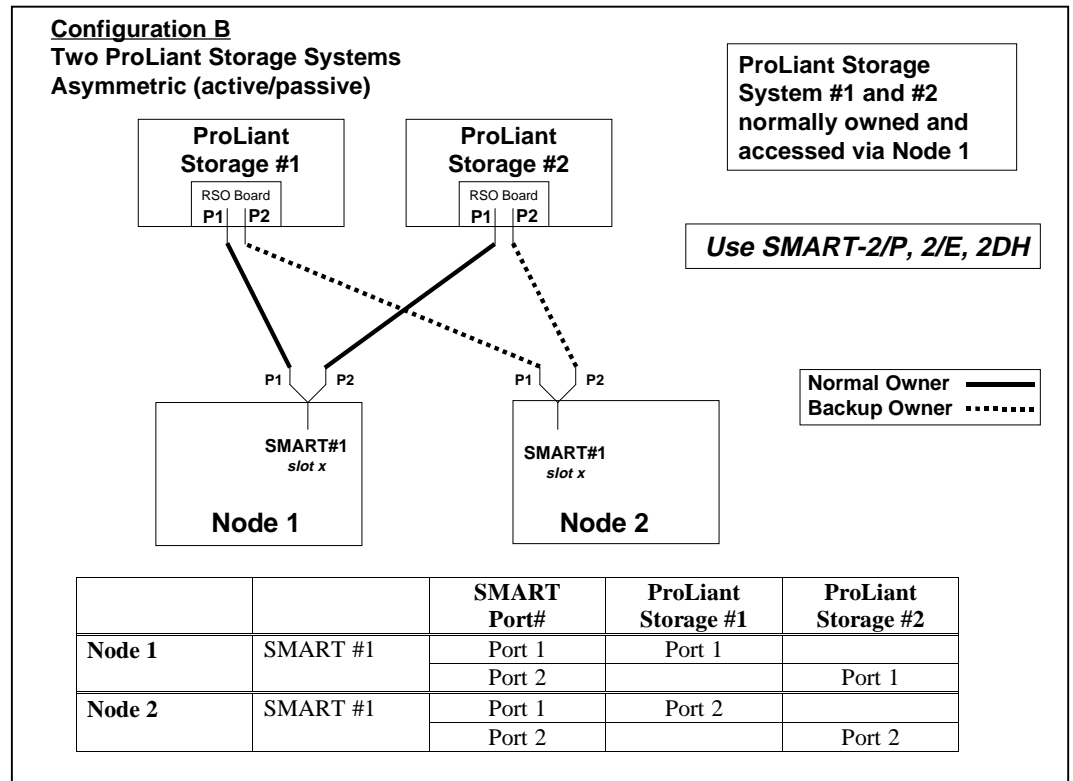 Configuration B
Two ProLiant Storage Systems
Asymmetric (active/passive)
ProLiant Storage
System #1 and #2
normally owned and
accessed via Node 1
ProLiant
Storage #1
RSO Board
P1 P2
ProLiant
Storage #2
RSO Board
P1 P2
Use SMART-2/P, 2/E, 2DH
Normal Owner
Backup Owner
P1 P2
SMART#1
slot x
Node 1
P1 P2
SMART#1
slot x
Node 2
SMART Port# ProLiant Storage #1 ProLiant Storage #2
Node 1 SMART #1 Port 1 Port 1
Port 2 Port 1
Node 2 SMART #1 Port 1 Port 2
Port 2 Port 2